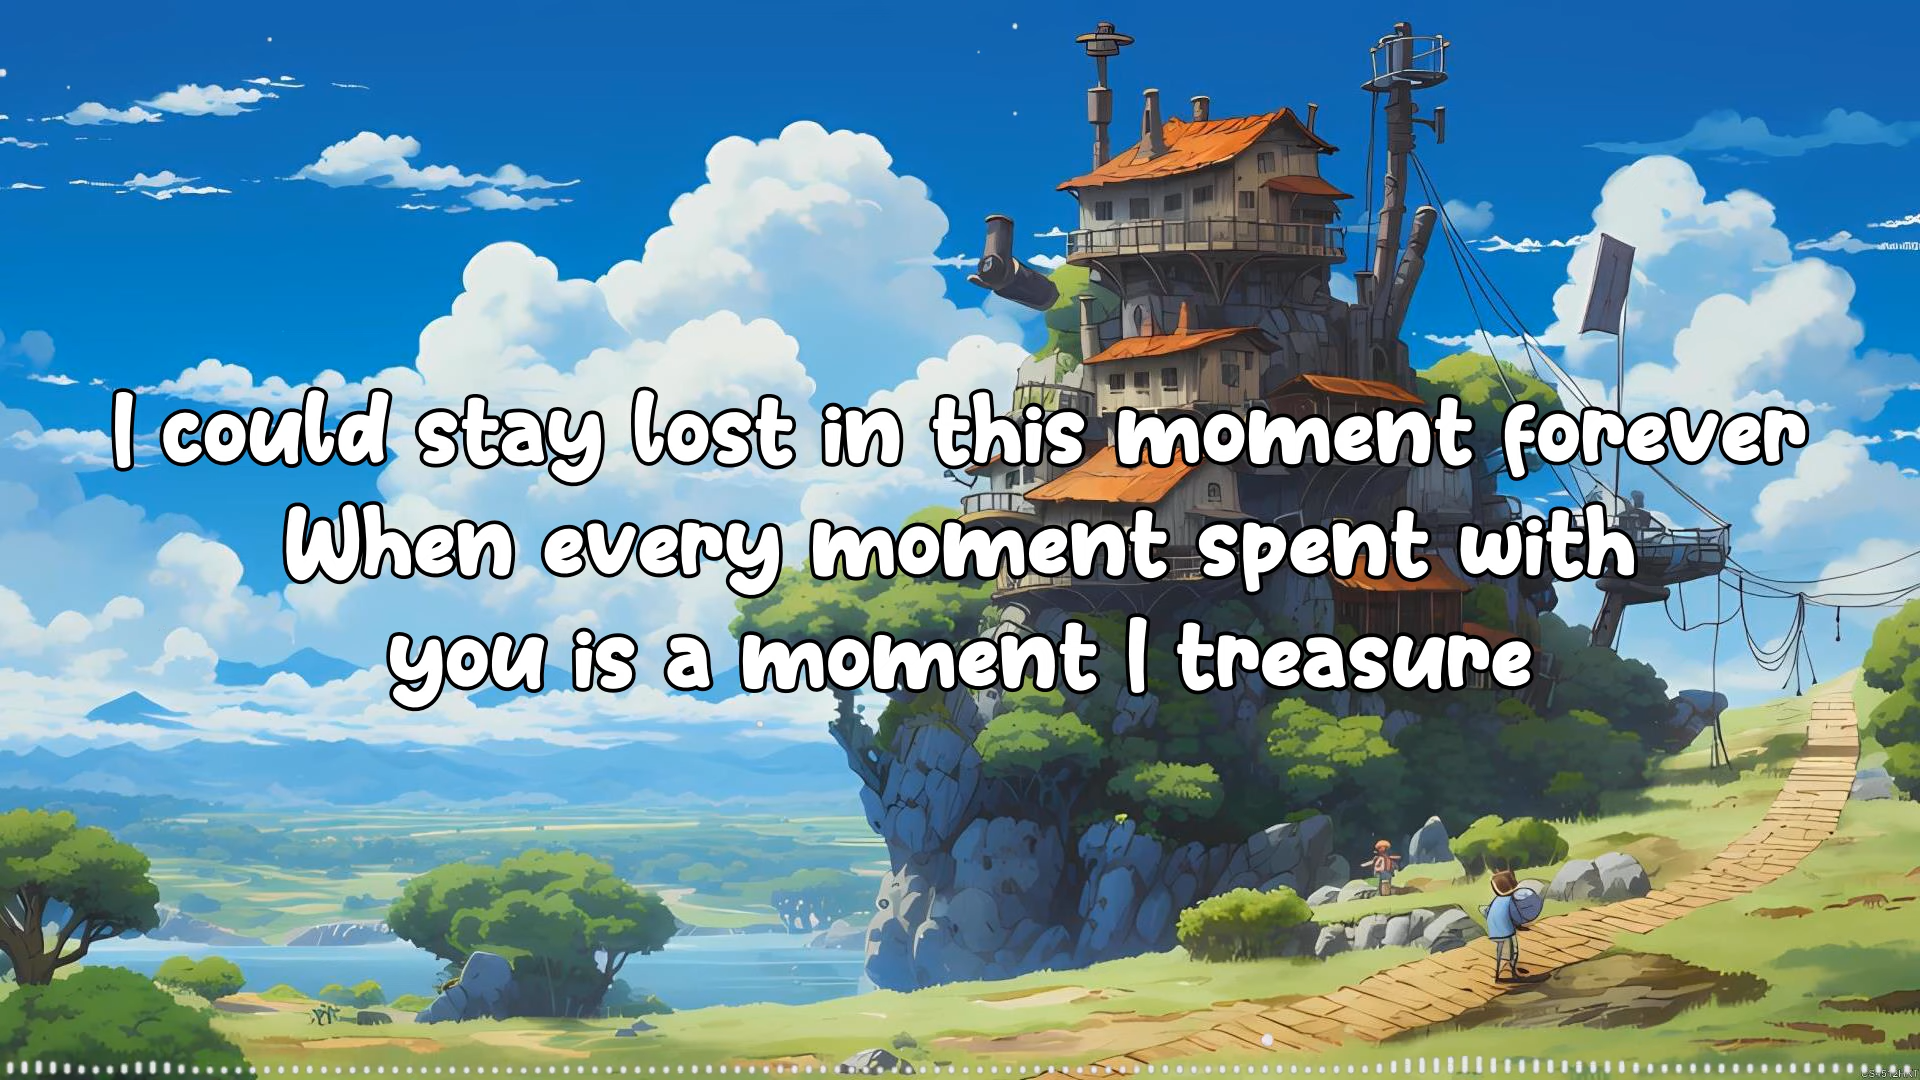 I could stay lost in this moment forever
When every moment spent with
you is a moment I treasure